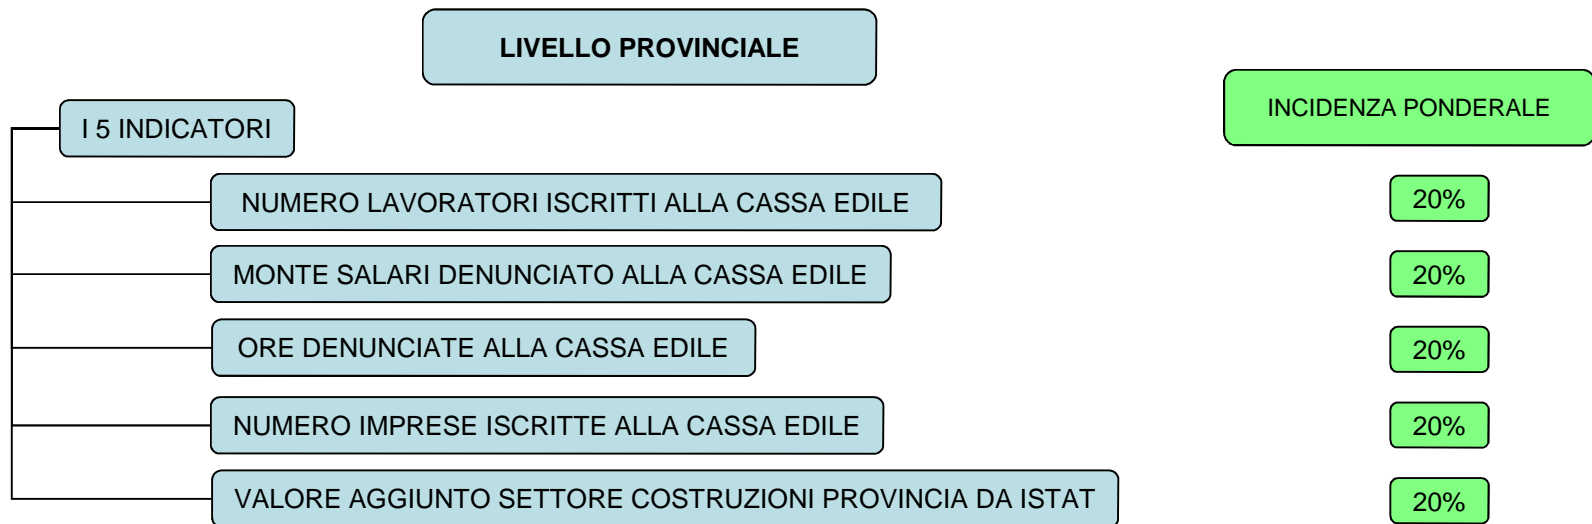 LIVELLO PROVINCIALE
INCIDENZA PONDERALE
I 5 INDICATORI
NUMERO LAVORATORI ISCRITTI ALLA CASSA EDILE
20%
MONTE SALARI DENUNCIATO ALLA CASSA EDILE
20%
ORE DENUNCIATE ALLA CASSA EDILE
20%
NUMERO IMPRESE ISCRITTE ALLA CASSA EDILE
20%
VALORE AGGIUNTO SETTORE COSTRUZIONI PROVINCIA DA ISTAT
20%